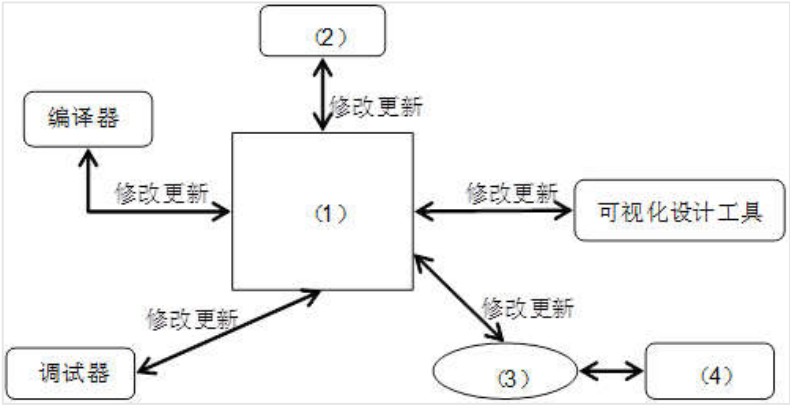 （2）
修改更新
编译器
修改更新
（1）
修改更新
可视化设计工具
修改更新
修改更新
调试器
（3）
（4）